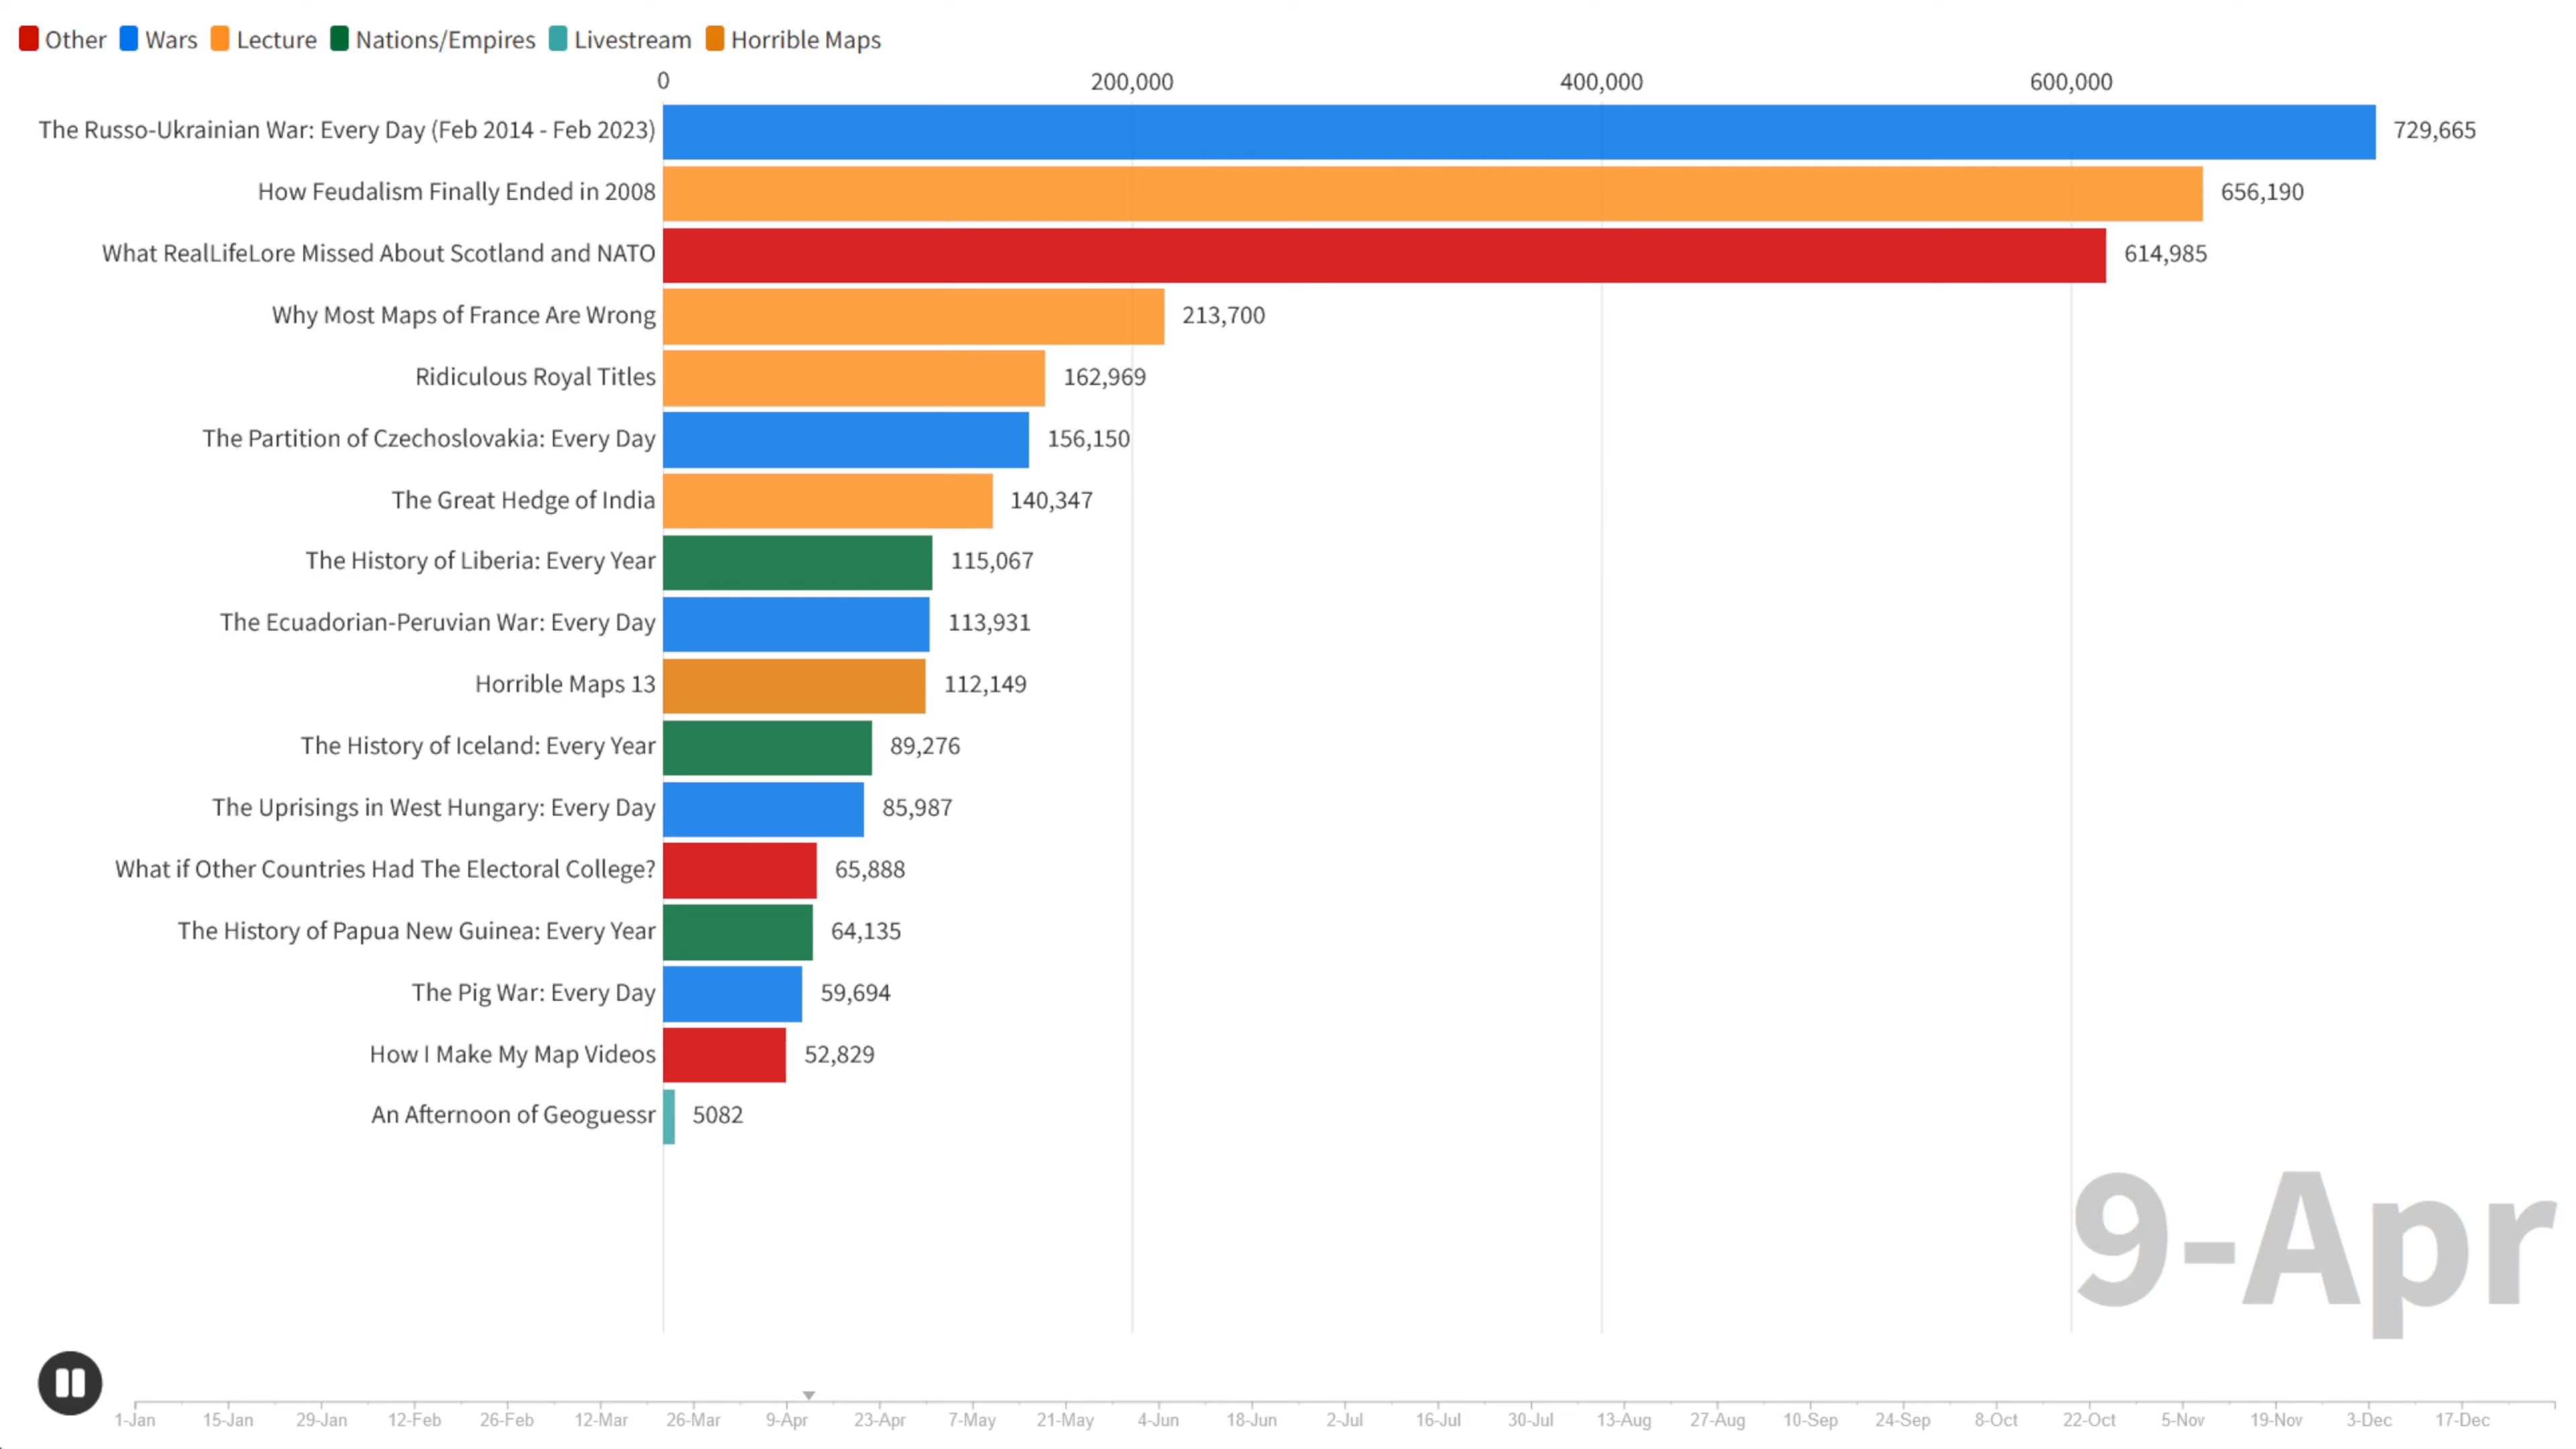 Other Wars Lecture Nations/Empires Livestream Horrible Maps
0 200,000 400,000 600,000
The Russo-Ukrainian War: Every Day (Feb 2014 - Feb 2023) 729,665
How Feudalism Finally Ended in 2008 656,190
What RealLifeLore Missed About Scotland and NATO 614,985
Why Most Maps of France Are Wrong 213,700
Ridiculous Royal Titles 162,969
The Partition of Czechoslovakia: Every Day 156,150
The Great Hedge of India 140,347
The History of Liberia: Every Year 115,067
The Ecuadorian-Peruvian War: Every Day 113,931
Horrible Maps 13 112,149
The History of Iceland: Every Year 89,276
The Uprisings in West Hungary: Every Day 85,987
What if Other Countries Had The Electoral College? 65,888
The History of Papua New Guinea: Every Year 64,135
The Pig War: Every Day 59,694
How I Make My Map Videos 52,829
An Afternoon of Geoguessr 5082
9-Apr
1-Jan 15-Jan 29-Jan 12-Feb 26-Feb 12-Mar 26-Mar 9-Apr 23-Apr 7-May 21-May 4-Jun 18-Jun 2-Jul 16-Jul 30-Jul 13-Aug 27-Aug 10-Sep 24-Sep 8-Oct 22-Oct 5-Nov 19-Nov 3-Dec 17-Dec